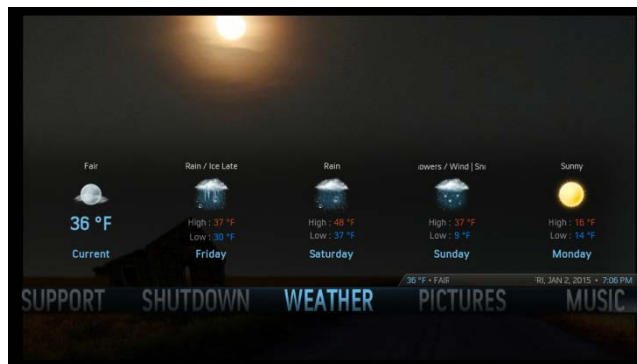 Fair
Rain / Ice Late
Rain
owers / Wind | Sno
Sunny
36 °F
High : 37 °F
Low : 30 °F
High : 48 °F
Low : 37 °F
High : 37 °F
Low : 9 °F
High : 16 °F
Low : 14 °F
Current
Friday
Saturday
Sunday
Monday
36 °F • FAIR
RI, JAN 2, 2015 • 7:06 PM
SUPPORT
SHUTDOWN
WEATHER
PICTURES
MUSIC